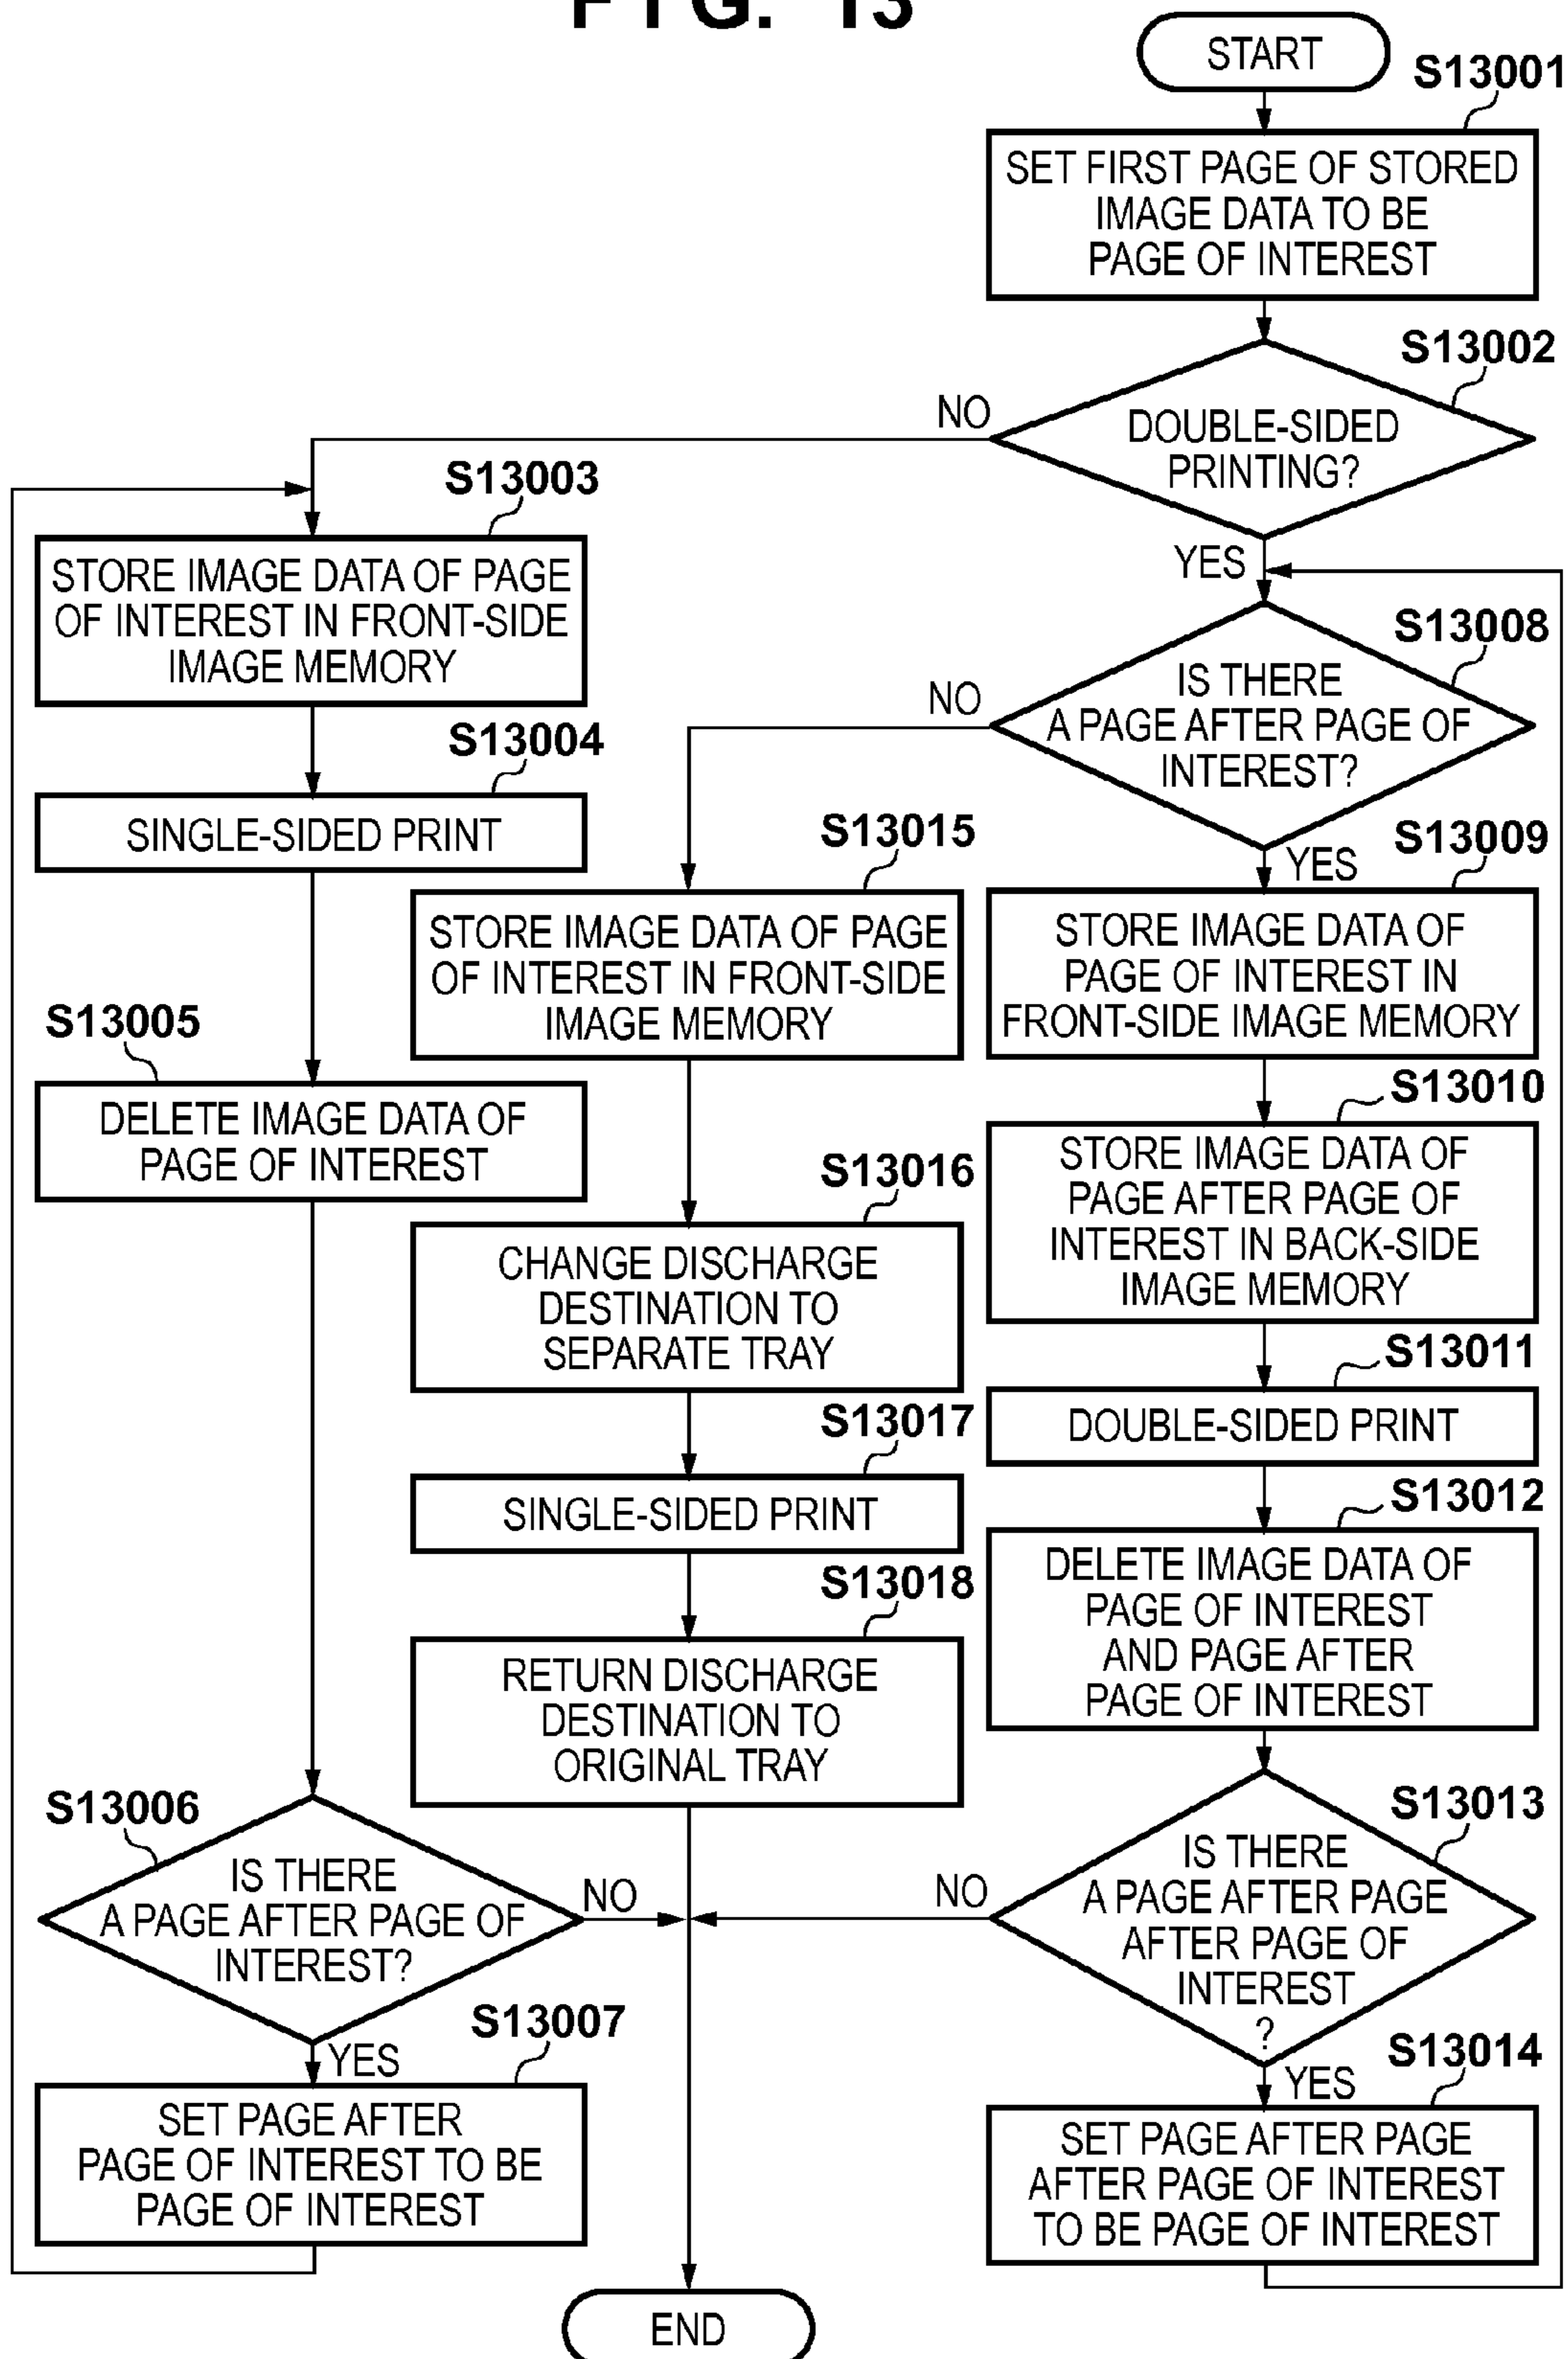 FIG. 13
START
S13001
SET FIRST PAGE OF STORED
IMAGE DATA TO BE
PAGE OF INTEREST
S13002
DOUBLE-SIDED
PRINTING?
NO
YES
S13003
STORE IMAGE DATA OF PAGE
OF INTEREST IN FRONT-SIDE
IMAGE MEMORY
S13004
SINGLE-SIDED PRINT
S13005
DELETE IMAGE DATA OF
PAGE OF INTEREST
S13006
IS THERE
A PAGE AFTER PAGE OF
INTEREST?
NO
YES
S13007
SET PAGE AFTER
PAGE OF INTEREST TO BE
PAGE OF INTEREST
S13008
IS THERE
A PAGE AFTER PAGE OF
INTEREST?
NO
YES
S13009
STORE IMAGE DATA OF
PAGE OF INTEREST IN
FRONT-SIDE IMAGE MEMORY
S13010
STORE IMAGE DATA OF
PAGE AFTER PAGE OF
INTEREST IN BACK-SIDE
IMAGE MEMORY
S13011
DOUBLE-SIDED PRINT
S13012
DELETE IMAGE DATA OF
PAGE OF INTEREST
AND PAGE AFTER
PAGE OF INTEREST
S13013
IS THERE
A PAGE AFTER PAGE
AFTER PAGE OF
INTEREST
?
NO
YES
S13014
SET PAGE AFTER PAGE
AFTER PAGE OF INTEREST
TO BE PAGE OF INTEREST
S13015
STORE IMAGE DATA OF PAGE
OF INTEREST IN FRONT-SIDE
IMAGE MEMORY
S13016
CHANGE DISCHARGE
DESTINATION TO
SEPARATE TRAY
S13017
SINGLE-SIDED PRINT
S13018
RETURN DISCHARGE
DESTINATION TO
ORIGINAL TRAY
END